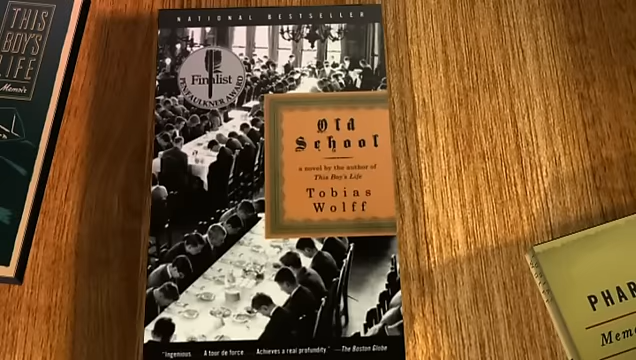 THIS
BOY'S
LIFE
Memoir
NATIONAL BESTSELLER
Finalist
PEN/FAULKNER AWARD
Old
School
a novel by the author of
This Boy's Life
Tobias
Wolff
"Ingenious. . . . A tour de force. . . . Achieves a real profundity." —The Boston Globe
PHAR
Mem